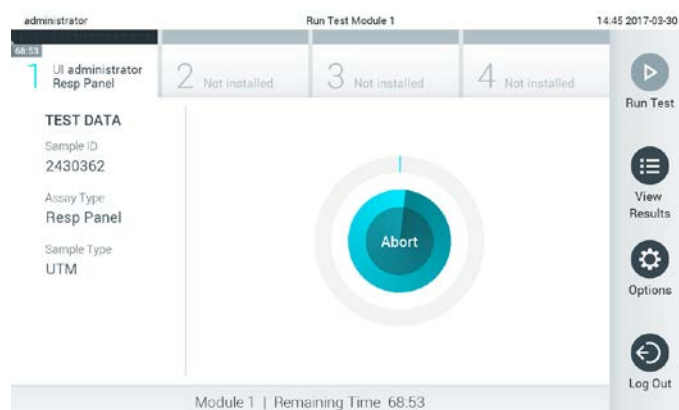 administrator
Run Test Module 1
14:45 2017-03-30
68:53
1 UI administrator
Resp Panel
2 Not installed
3 Not installed
4 Not installed
TEST DATA
Sample ID
2430362
Assay Type
Resp Panel
Sample Type
UTM
Abort
Run Test
View
Results
Options
Log Out
Module 1 | Remaining Time 68:53